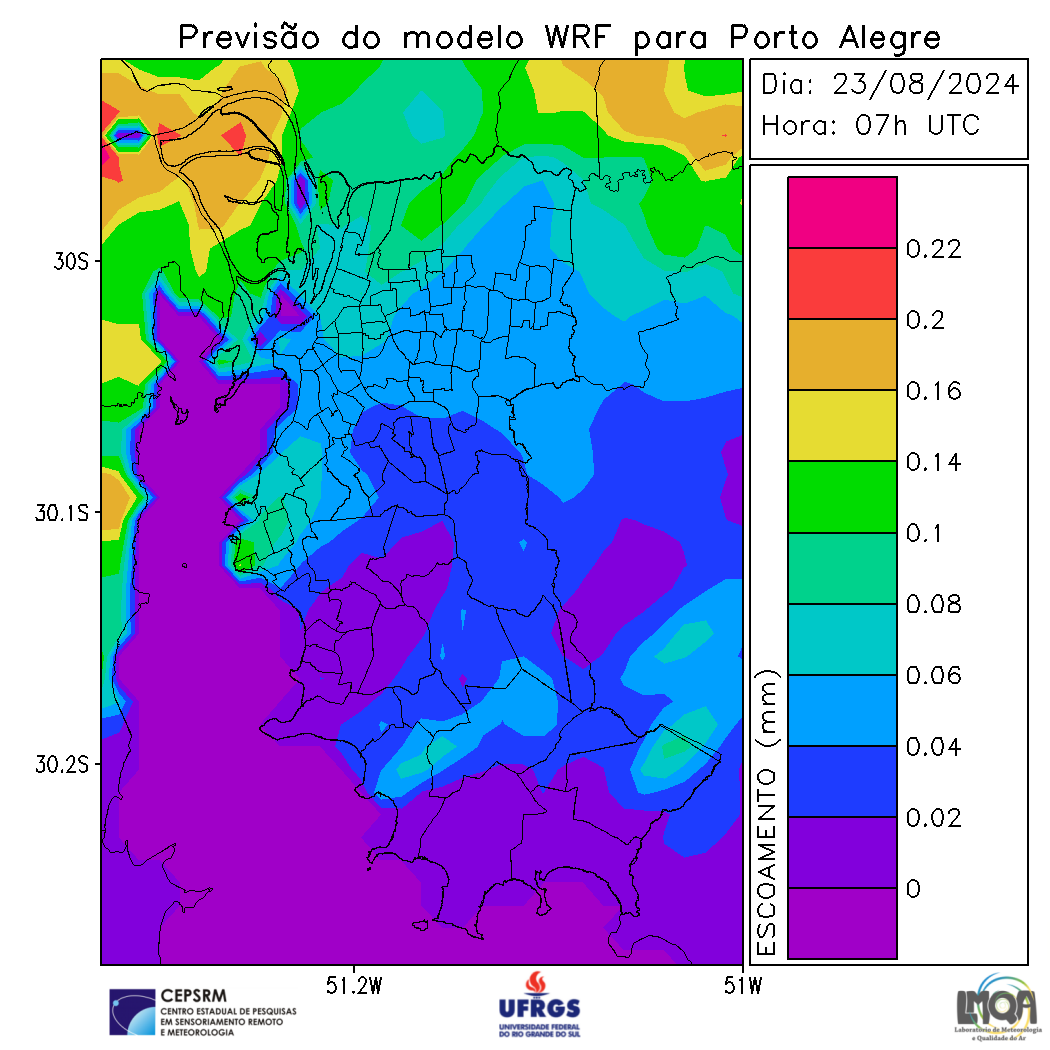 Previsão do modelo WRF para Porto Alegre
Dia: 23/08/2024
Hora: 07h UTC
30S
30.1S
30.2S
51.2W
51W
0.22
0.2
0.16
0.14
0.1
0.08
0.06
0.04
0.02
0
ESCOAMENTO (mm)
CEPSRM
CENTRO ESTADUAL DE PESQUISAS
EM SENSORIAMENTO REMOTO
E METEOROLOGIA
UFRGS
UNIVERSIDADE FEDERAL
DO RIO GRANDE DO SUL
LMQA
Laboratório de Meteorologia
e Qualidade do Ar